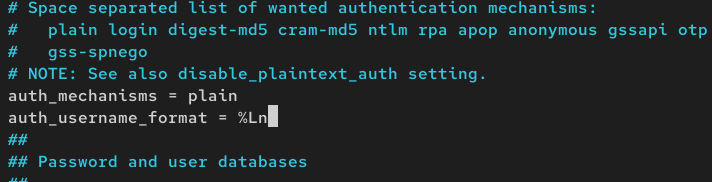 # Space separated list of wanted authentication mechanisms:
#   plain login digest-md5 cram-md5 ntlm rpa apop anonymous gssapi otp
#   gss-spnego
# NOTE: See also disable_plaintext_auth setting.
auth_mechanisms = plain
auth_username_format = %Ln
##
## Password and user databases
##